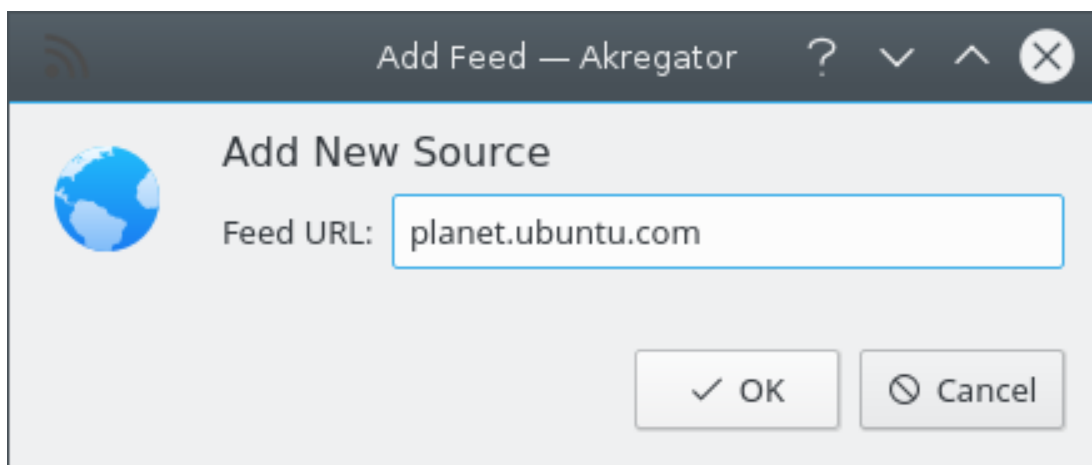 Add Feed — Akregator
Add New Source
Feed URL: planet.ubuntu.com
OK Cancel